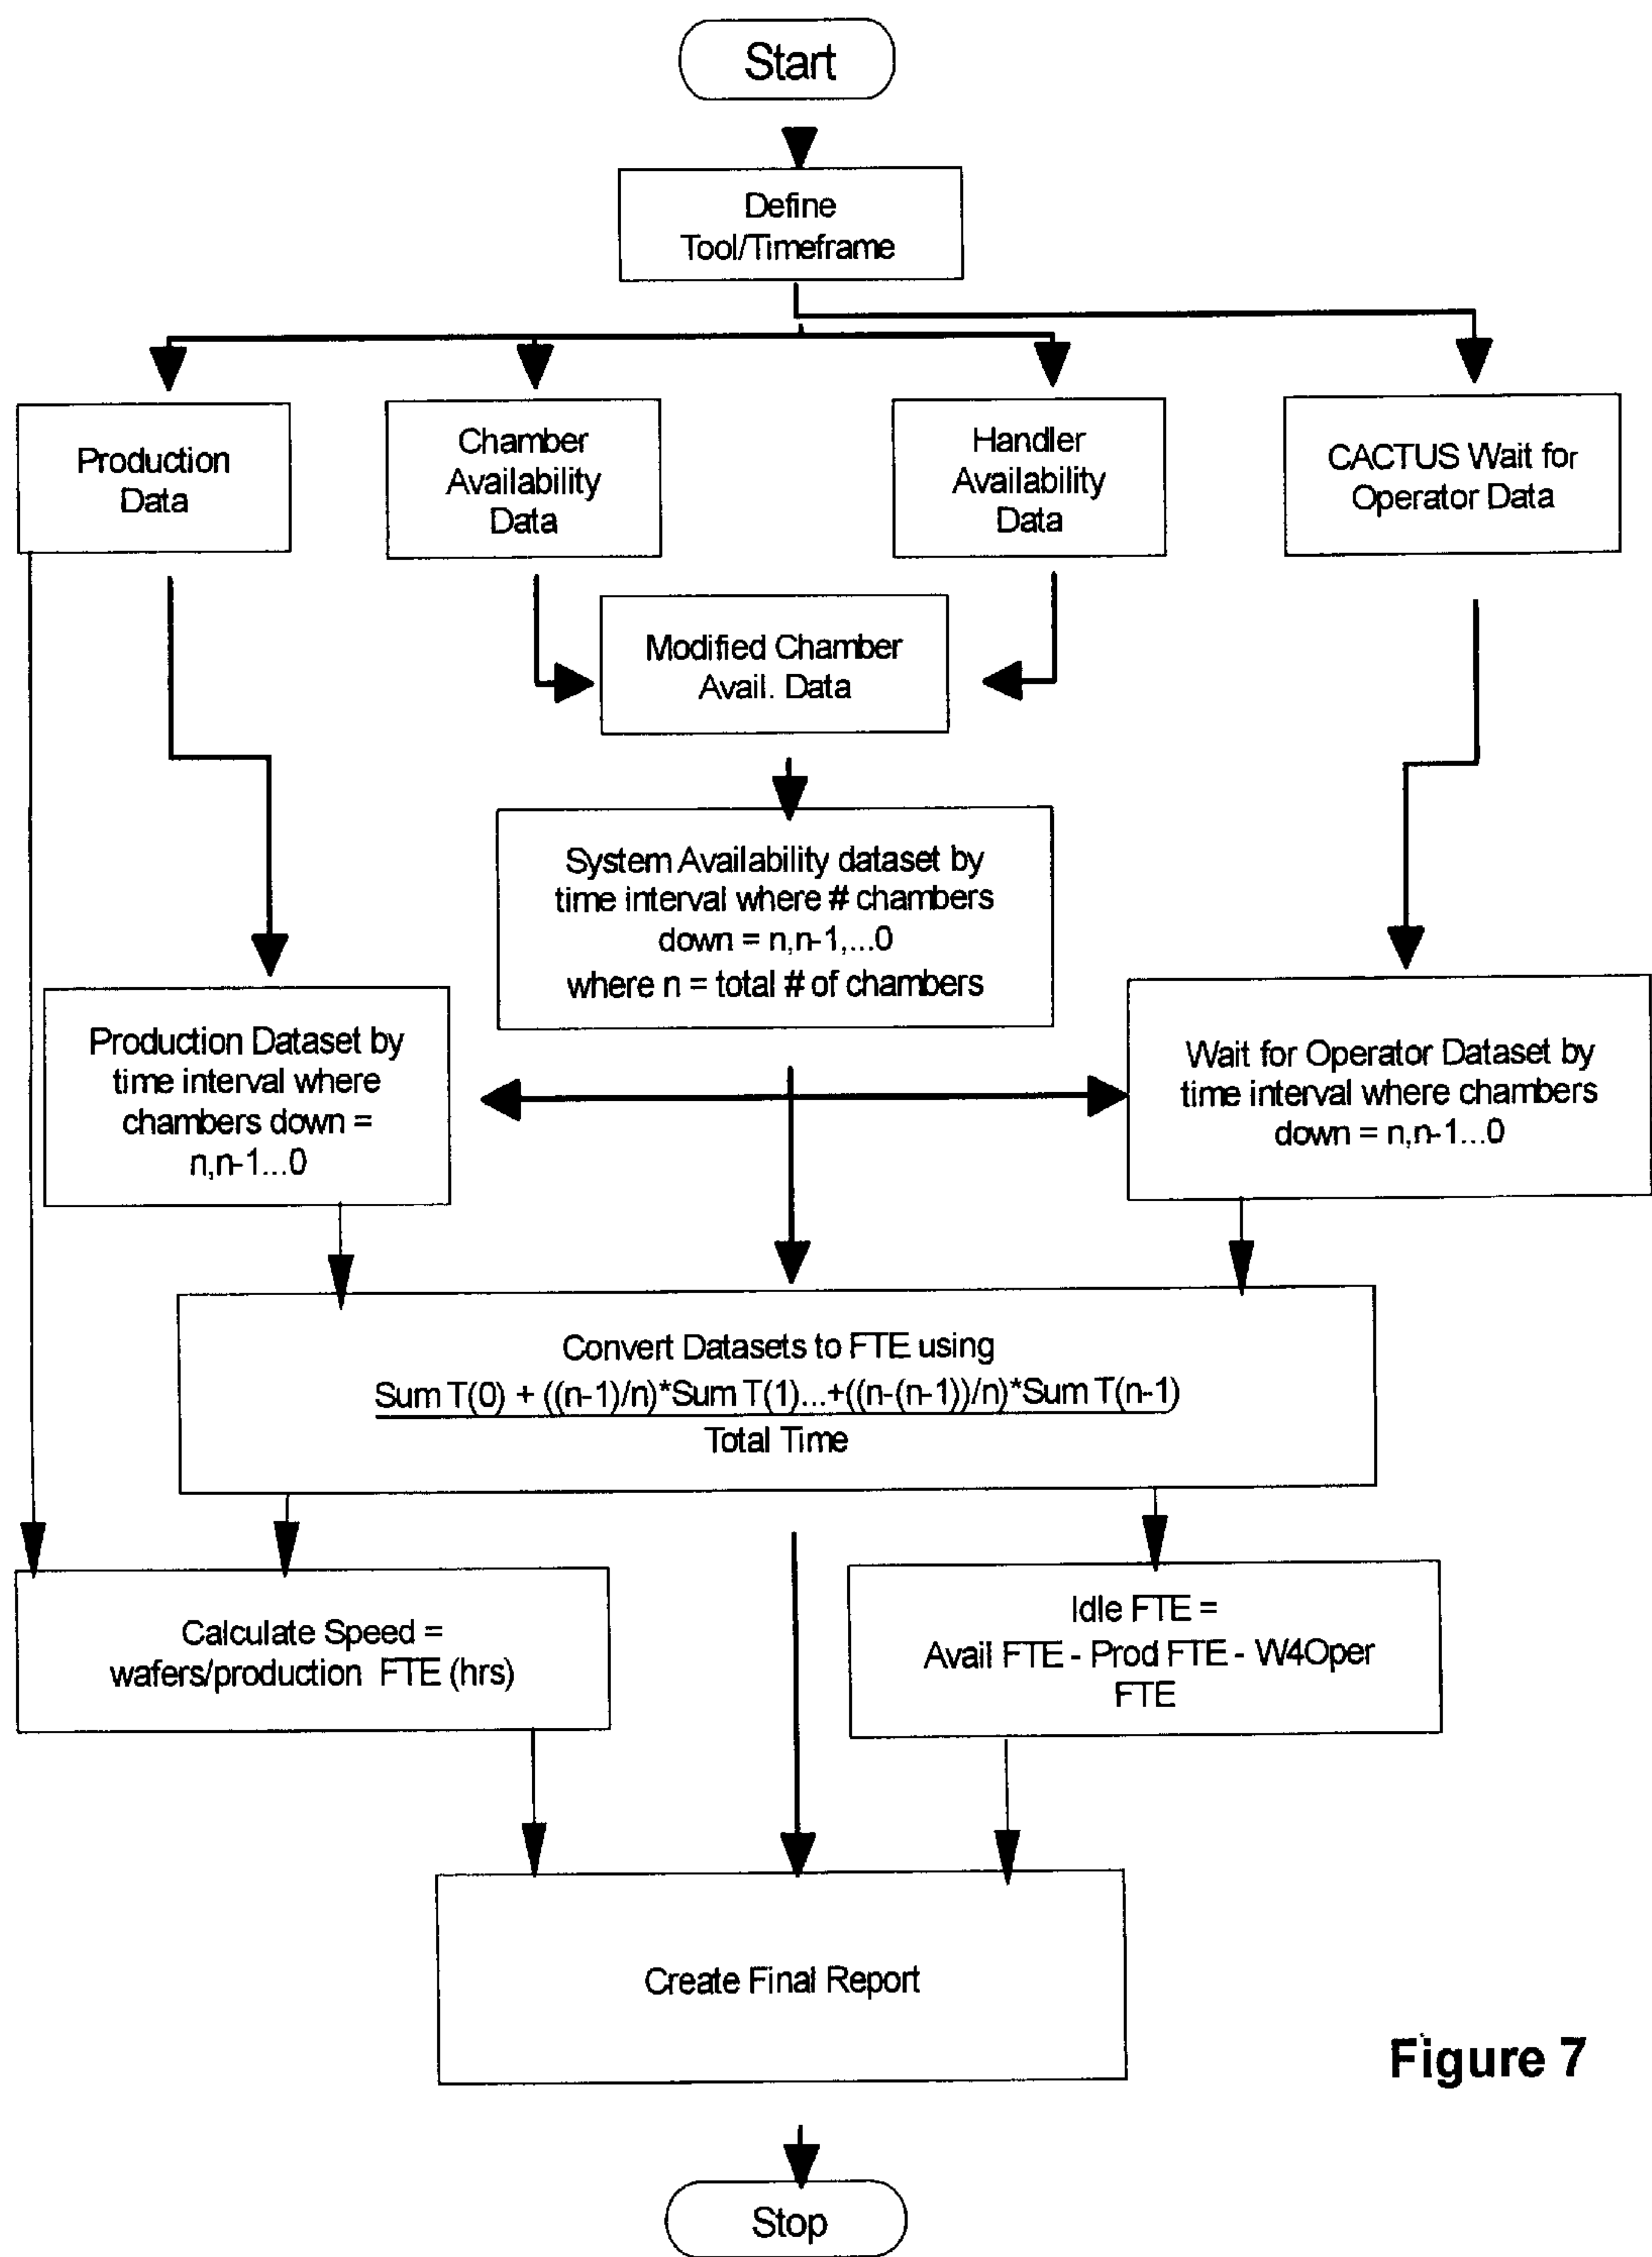 Start
Define
Tool/Timeframe
Production
Data
Chamber
Availability
Data
Handler
Availability
Data
CACTUS Wait for
Operator Data
Modified Chamber
Avail. Data
System Availability dataset by
time interval where # chambers
down = n,n-1,...0
where n = total # of chambers
Production Dataset by
time interval where
chambers down =
n,n-1...0
Wait for Operator Dataset by
time interval where chambers
down = n,n-1...0
Convert Datasets to FTE using
Sum T(0) + ((n-1)/n)*Sum T(1)...+((n-(n-1))/n)*Sum T(n-1)
Total Time
Calculate Speed =
wafers/production FTE (hrs)
Idle FTE =
Avail FTE - Prod FTE - W4Oper
FTE
Create Final Report
Figure 7
Stop